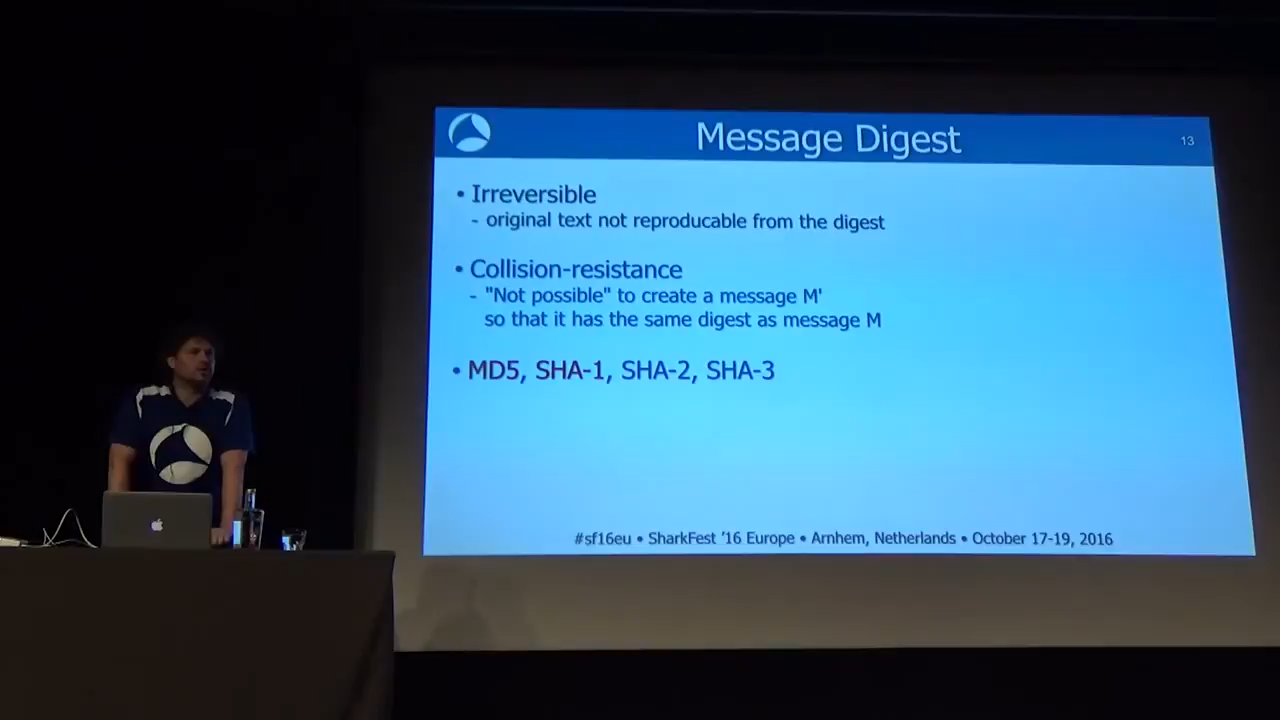 Message Digest
13
• Irreversible
- original text not reproducable from the digest
• Collision-resistance
- "Not possible" to create a message M'
so that it has the same digest as message M
• MD5, SHA-1, SHA-2, SHA-3
#sf16eu • SharkFest '16 Europe • Arnhem, Netherlands • October 17-19, 2016